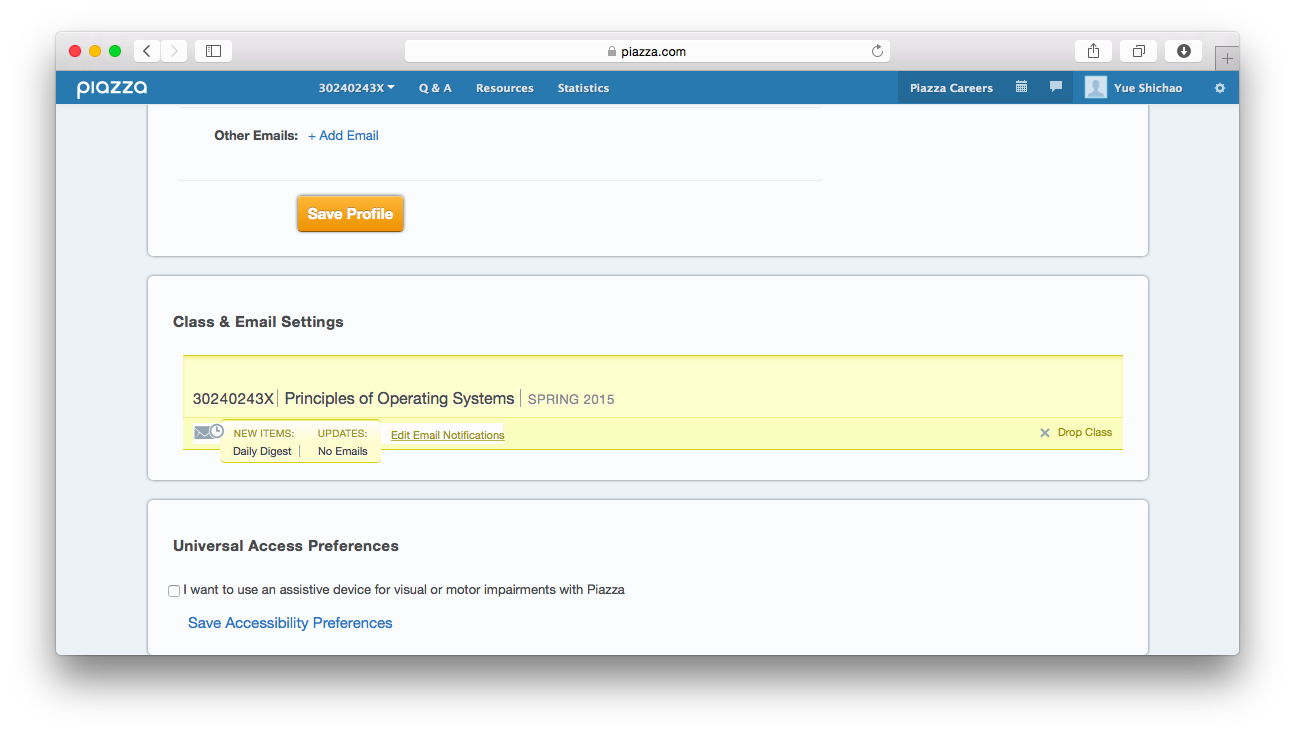 piazza.com
piazza 30240243X Q & A Resources Statistics Piazza Careers Yue Shichao
Other Emails: + Add Email
Save Profile
Class & Email Settings
30240243X Principles of Operating Systems SPRING 2015
NEW ITEMS: UPDATES: Edit Email Notifications Drop Class
Daily Digest No Emails
Universal Access Preferences
I want to use an assistive device for visual or motor impairments with Piazza
Save Accessibility Preferences